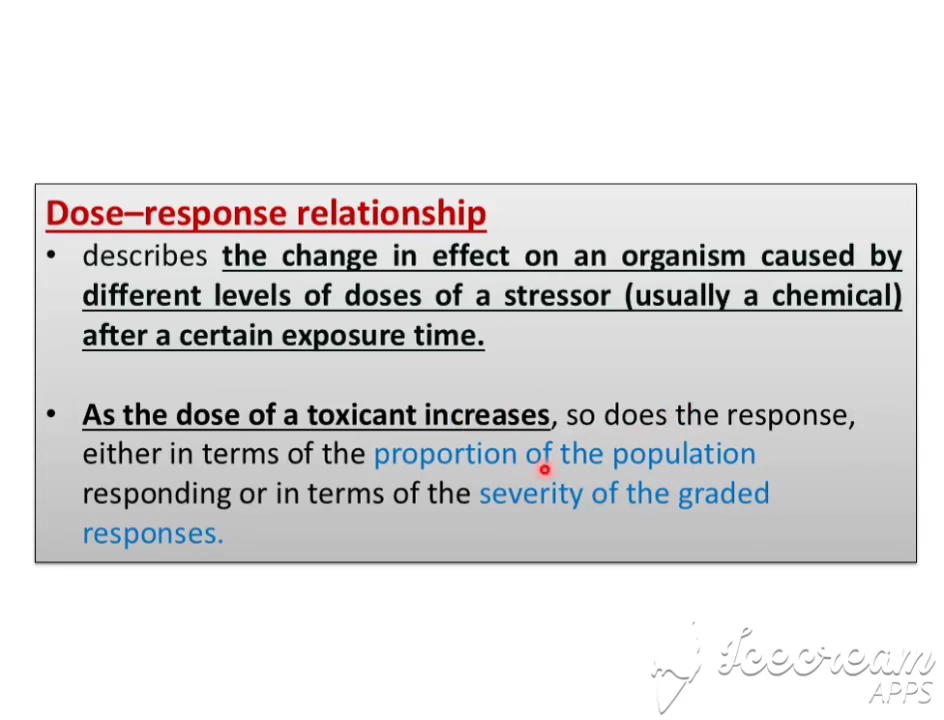 Dose–response relationship
• describes the change in effect on an organism caused by
different levels of doses of a stressor (usually a chemical)
after a certain exposure time.
• As the dose of a toxicant increases, so does the response,
either in terms of the proportion of the population
responding or in terms of the severity of the graded
responses.
Icecream
APPS